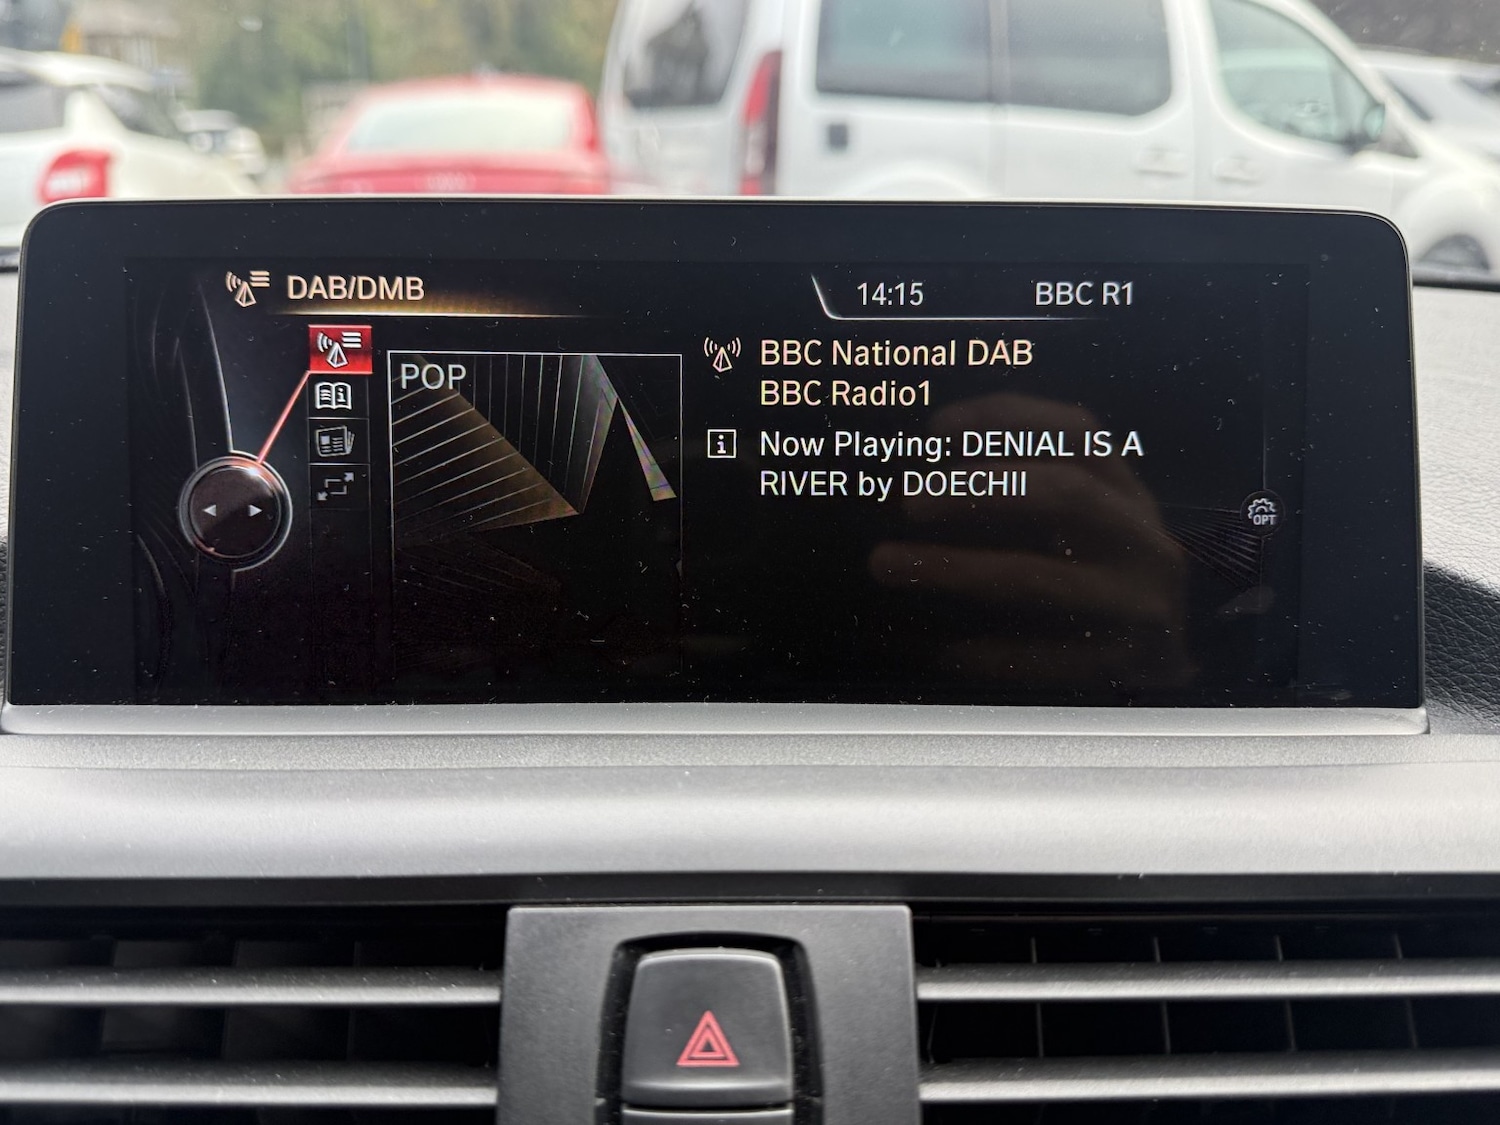 DAB/DMB
14:15
BBC R1
POP
BBC National DAB
BBC Radio1
Now Playing: DENIAL IS A
RIVER by DOECHII
OPT